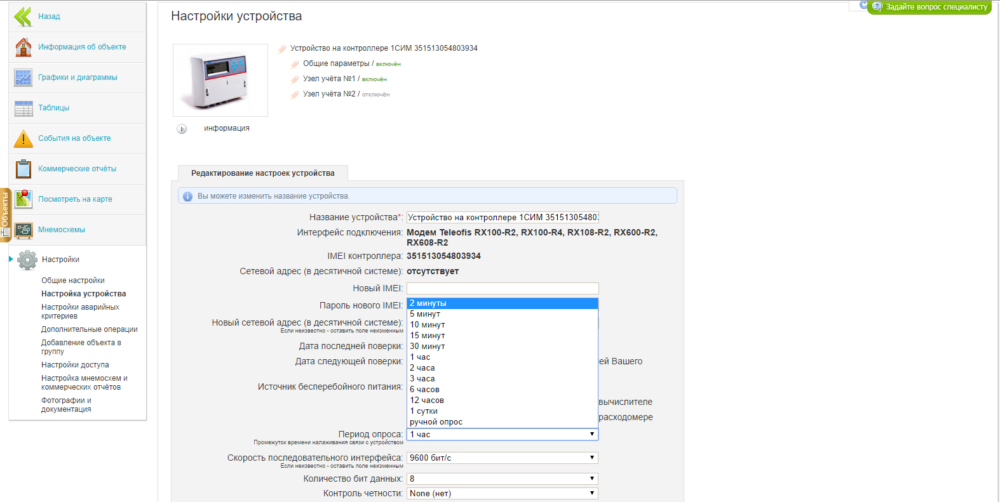 Назад
Информация об объекте
Графики и диаграммы
Таблицы
События на объекте
Коммерческие отчёты
Посмотреть на карте
Мнемосхемы
Объекты
Настройки
Общие настройки
Настройка устройства
Настройки аварийных
критериев
Дополнительные операции
Добавление объекта в
группу
Настройки доступа
Настройка мнемосхем и
коммерческих отчётов
Фотографии и
документация
Задайте вопрос специалисту
Настройки устройства
Устройство на контроллере 1СИМ 351513054803934
Общие параметры / включён
Узел учёта №1 / включён
Узел учёта №2 / отключён
информация
Редактирование настроек устройства
Вы можете изменить название устройства.
Название устройства*: Устройство на контроллере 1СИМ 35151305480
Интерфейс подключения: Модем Teleofis RX100-R2, RX100-R4, RX108-R2, RX600-R2,
RX608-R2
IMEI контроллера: 351513054803934
Сетевой адрес (в десятичной системе): отсутствует
Новый IMEI:
Пароль нового IMEI:
2 минуты
5 минут
Новый сетевой адрес (в десятичной системе):
10 минут
Если неизвестно - оставить поле неизменным
15 минут
Дата последней поверки:
30 минут
1 час
Дата следующей поверки: ей Вашего
2 часа
3 часа
Источник бесперебойного питания:
6 часов
12 часов
вычислителе
1 сутки
расходомере
ручной опрос
Период опроса: 1 час
Промежуток времени налаживания связи с устройством
Скорость последовательного интерфейса: 9600 бит/с
Если неизвестно - оставить поле неизменным
Количество бит данных: 8
Контроль четности: None (нет)